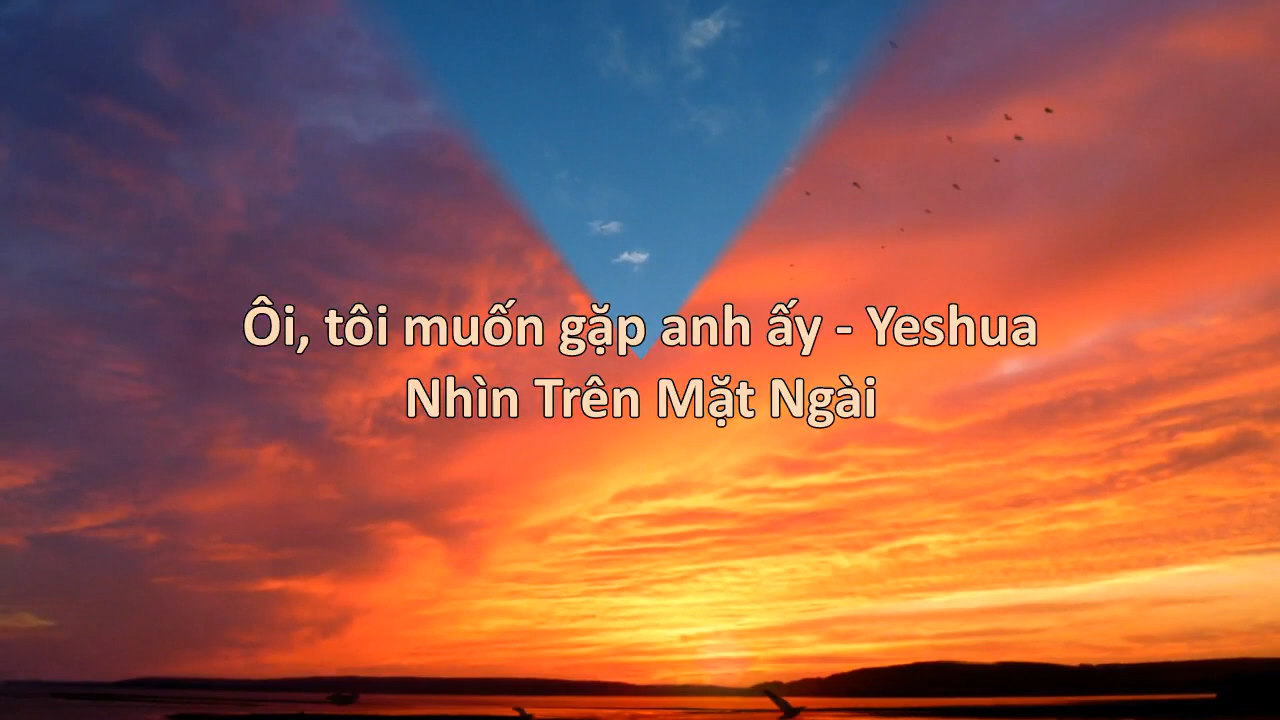 Ôi, tôi muốn gặp anh ấy - Yeshua
Nhìn Trên Mặt Ngài